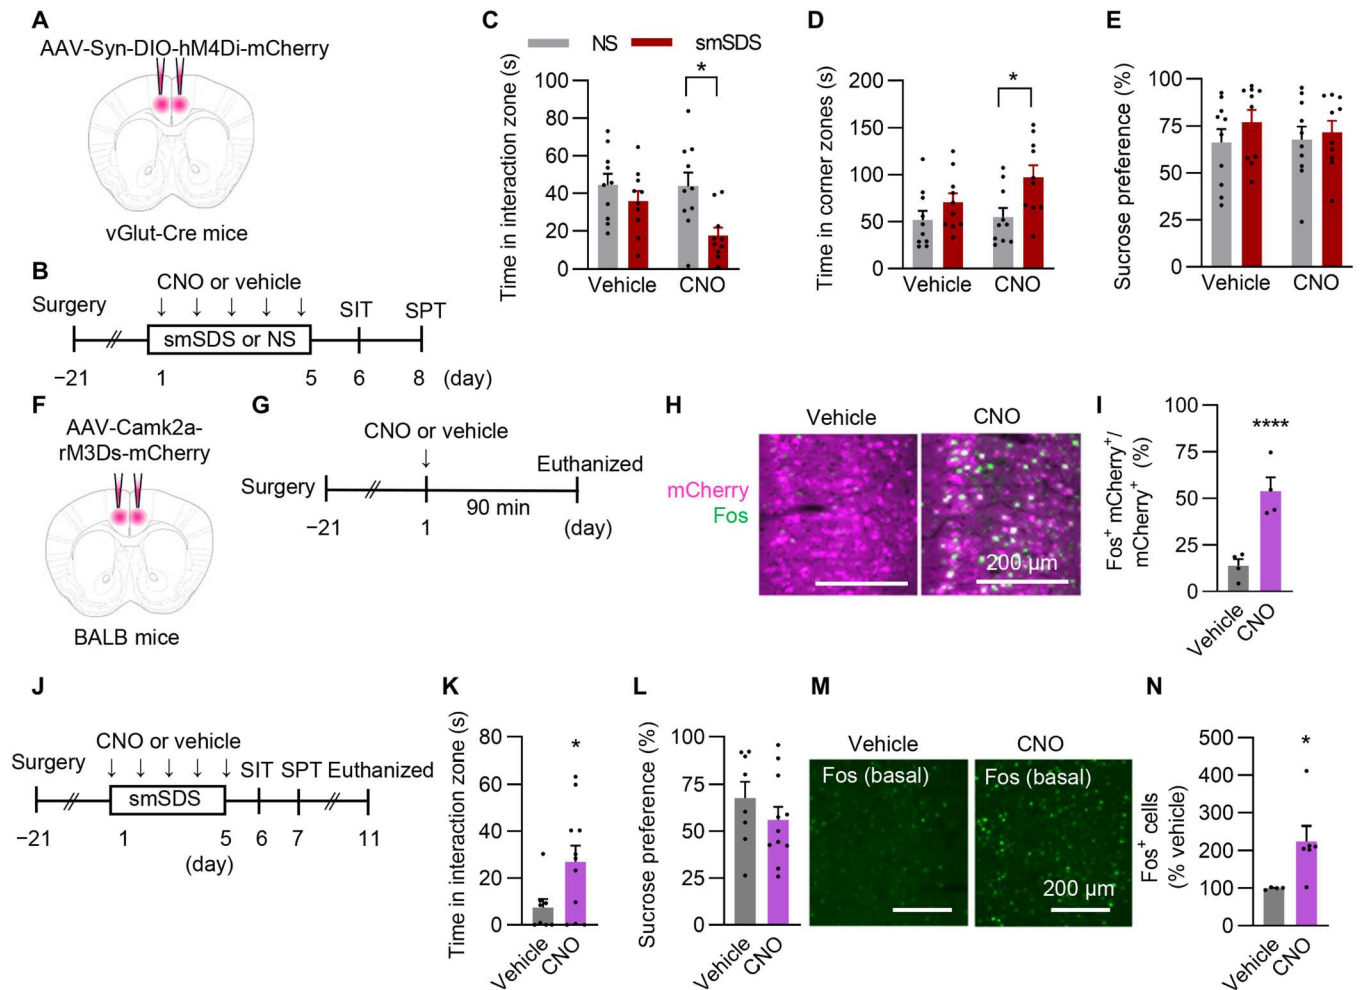 A
AAV-Syn-DIO-hM4Di-mCherry
vGlut-Cre mice
B
CNO or vehicle
↓ ↓ ↓ ↓ ↓
Surgery
SIT
SPT
smSDS or NS
−21 1 5 6 8 (day)
C
NS smSDS
Time in interaction zone (s)
100
80
60
40
20
0
*
Vehicle CNO
D
Time in corner zones (s)
200
150
100
50
0
*
Vehicle CNO
E
Sucrose preference (%)
100
75
50
25
0
Vehicle CNO
F
AAV-Camk2a-
rM3Ds-mCherry
BALB mice
G
CNO or vehicle
↓
Surgery
Euthanized
90 min
−21 1 (day)
H
Vehicle CNO
mCherry
Fos
200 µm
I
Fos⁺ mCherry⁺/
mCherry⁺ (%)
100
75
50
25
0
****
Vehicle
CNO
J
CNO or vehicle
Surgery ↓ ↓ ↓ ↓ ↓ SIT SPT Euthanized
smSDS
−21 1 5 6 7 11
(day)
K
Time in interaction zone (s)
80
60
40
20
0
*
Vehicle
CNO
L
Sucrose preference (%)
100
75
50
25
0
Vehicle
CNO
M
Vehicle CNO
Fos (basal) Fos (basal)
200 µm
N
Fos⁺ cells
(% vehicle)
500
400
300
200
100
0
*
Vehicle
CNO